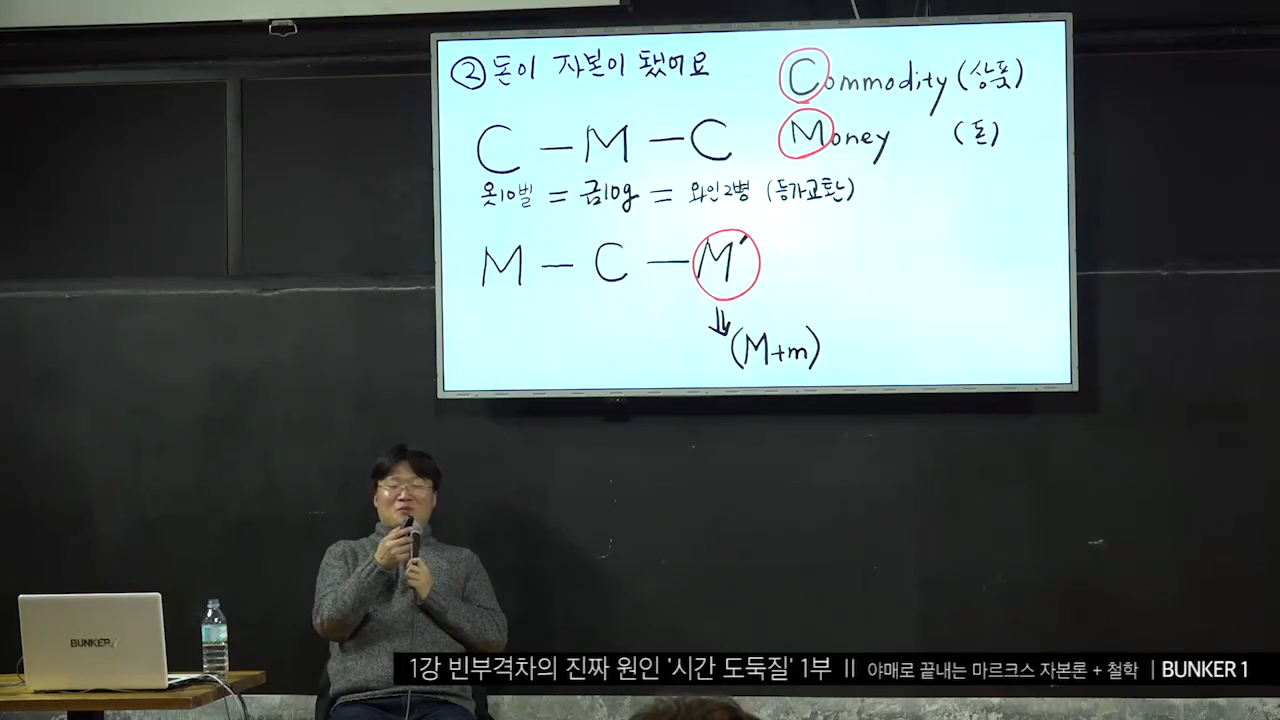 ② 돈이 자본이 됐어요
Commodity (상품)
Money (돈)
C – M – C
옷10벌 = 금10g = 와인2병 (등가교환)
M – C – M′
⇓
(M+m)
BUNKER1
1강 빈부격차의 진짜 원인 '시간 도둑질' 1부 II 야매로 끝내는 마르크스 자본론 + 철학 | BUNKER 1